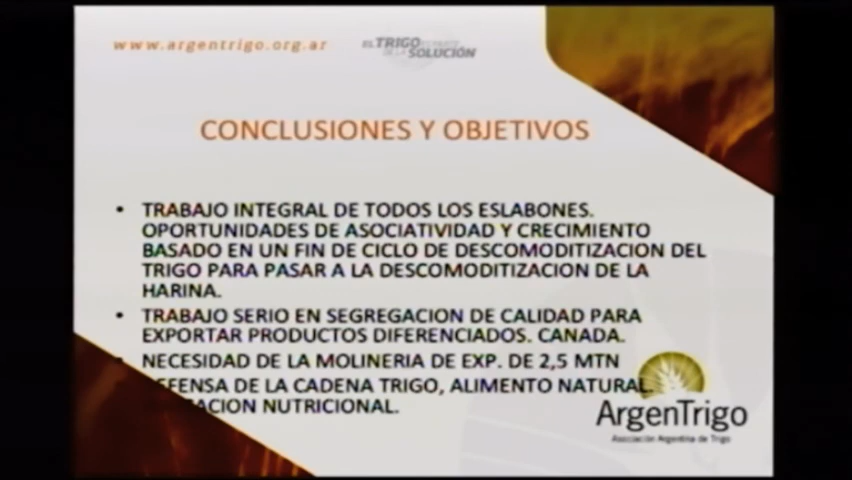 www.argentrigo.org.ar
EL TRIGO
DE LA SOLUCIÓN
CONCLUSIONES Y OBJETIVOS
• TRABAJO INTEGRAL DE TODOS LOS ESLABONES.
OPORTUNIDADES DE ASOCIATIVIDAD Y CRECIMIENTO
BASADO EN UN FIN DE CICLO DE DESCOMODITIZACION DEL
TRIGO PARA PASAR A LA DESCOMODITIZACION DE LA
HARINA.
• TRABAJO SERIO EN SEGREGACION DE CALIDAD PARA
EXPORTAR PRODUCTOS DIFERENCIADOS. CANADA.
• NECESIDAD DE LA MOLINERIA DE EXP. DE 2,5 MTN
DE LA CADENA TRIGO, ALIMENTO NATURAL.
NUTRICIONAL.
ArgenTrigo
Asociación Argentina de Trigo